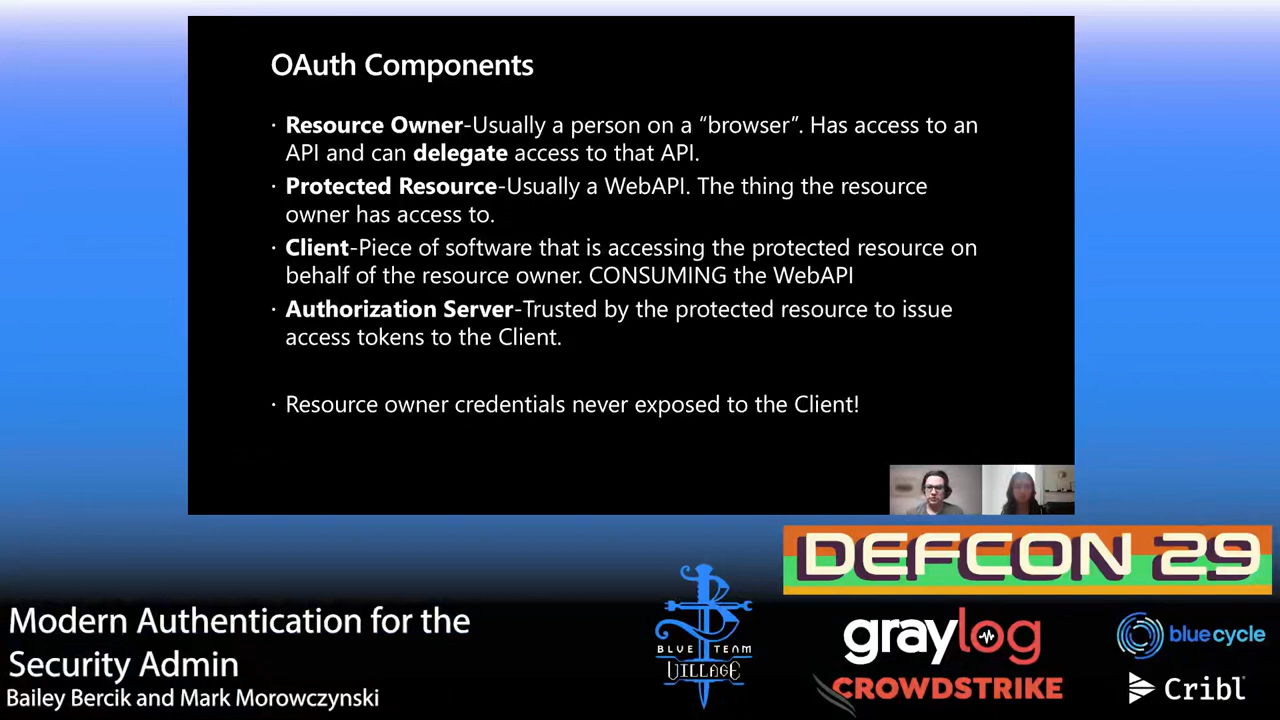 OAuth Components
· Resource Owner-Usually a person on a “browser”. Has access to an
API and can delegate access to that API.
· Protected Resource-Usually a WebAPI. The thing the resource
owner has access to.
· Client-Piece of software that is accessing the protected resource on
behalf of the resource owner. CONSUMING the WebAPI
· Authorization Server-Trusted by the protected resource to issue
access tokens to the Client.
· Resource owner credentials never exposed to the Client!
DEFCON 29
Modern Authentication for the
Security Admin
Bailey Bercik and Mark Morowczynski
BLUE TEAM
VILLAGE
graylog
blue cycle
CROWDSTRIKE
Cribl